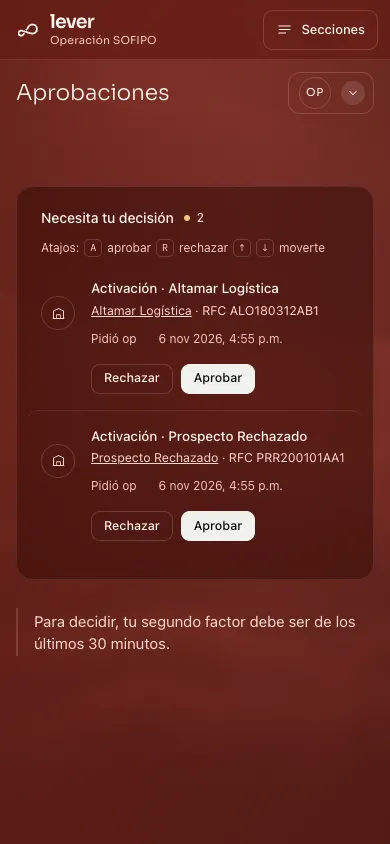 lever
Operación SOFIPO
Secciones
Aprobaciones
OP
Necesita tu decisión • 2
Atajos: A aprobar R rechazar ↑ ↓ moverte
Activación · Altamar Logística
Altamar Logística · RFC ALO180312AB1
Pidió op 6 nov 2026, 4:55 p.m.
Rechazar Aprobar
Activación · Prospecto Rechazado
Prospecto Rechazado · RFC PRR200101AA1
Pidió op 6 nov 2026, 4:55 p.m.
Rechazar Aprobar
Para decidir, tu segundo factor debe ser de los
últimos 30 minutos.